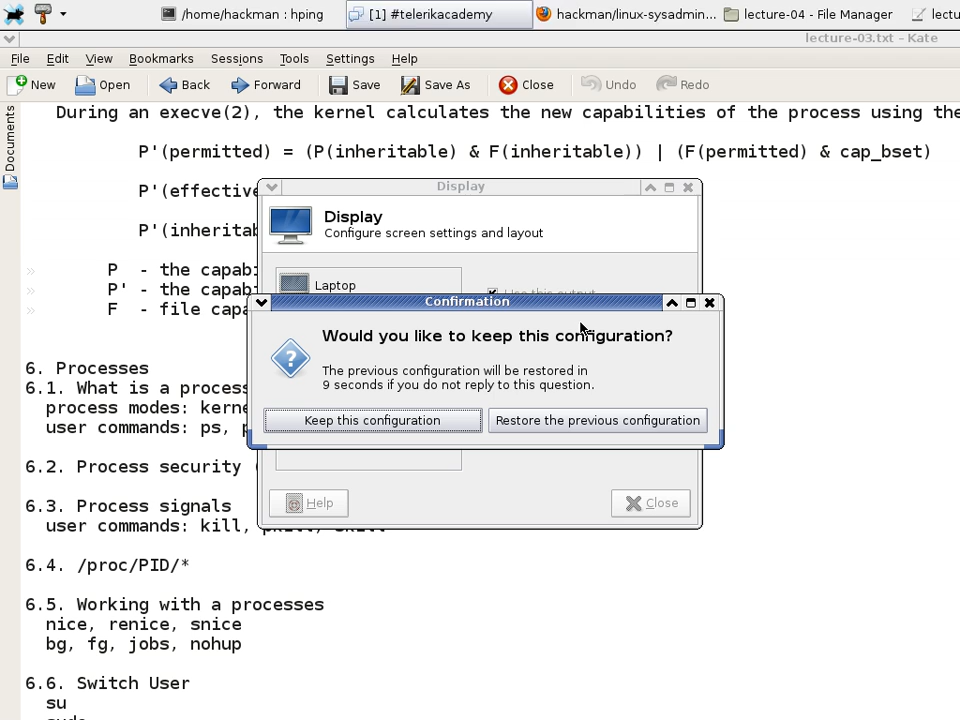 /home/hackman : hping
[1] #telerikacademy
hackman/linux-sysadmin...
lecture-04 - File Manager
lectu
lecture-03.txt – Kate
File Edit View Bookmarks Sessions Tools Settings Help
New Open Back Forward Save Save As Close Undo Redo
Documents
During an execve(2), the kernel calculates the new capabilities of the process using the
P'(permitted) = (P(inheritable) & F(inheritable)) | (F(permitted) & cap_bset)
P'(effective
P'(inheritab
» P - the capabi
» P' - the capabi
» F - file capa
Display
Display
Configure screen settings and layout
Laptop
Use this output
Confirmation
Would you like to keep this configuration?
The previous configuration will be restored in
9 seconds if you do not reply to this question.
Keep this configuration
Restore the previous configuration
Help
Close
6. Processes
6.1. What is a process
process modes: kerne
user commands: ps, p
6.2. Process security (
6.3. Process signals
user commands: kill, pkill, skill
6.4. /proc/PID/*
6.5. Working with a processes
nice, renice, snice
bg, fg, jobs, nohup
6.6. Switch User
su